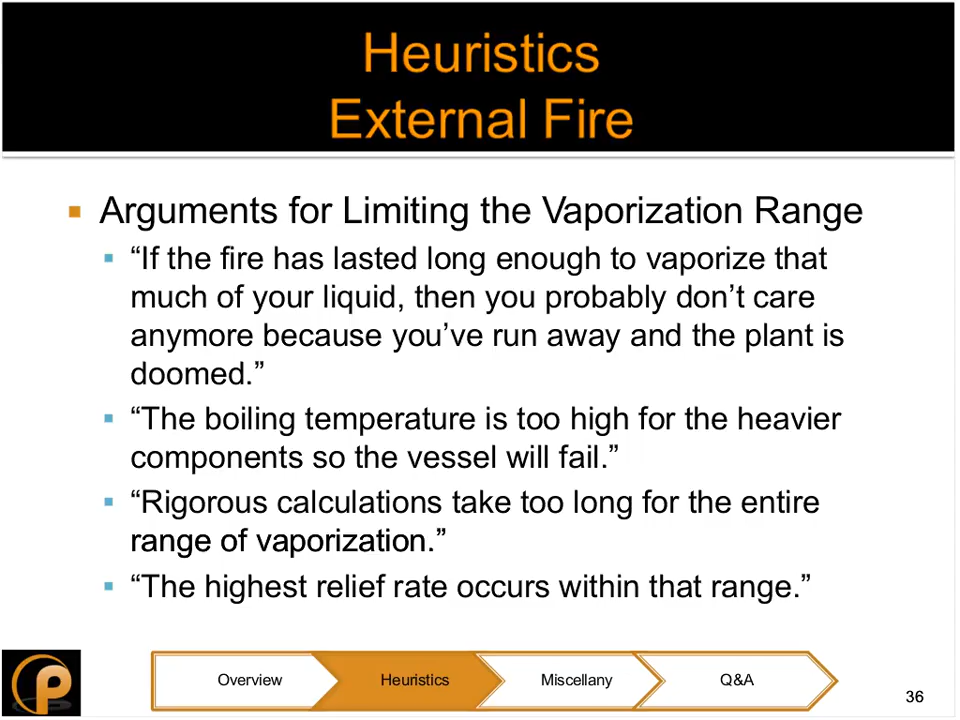 Heuristics
External Fire
Arguments for Limiting the Vaporization Range
“If the fire has lasted long enough to vaporize that
much of your liquid, then you probably don’t care
anymore because you’ve run away and the plant is
doomed.”
“The boiling temperature is too high for the heavier
components so the vessel will fail.”
“Rigorous calculations take too long for the entire
range of vaporization.”
“The highest relief rate occurs within that range.”
Overview
Heuristics
Miscellany
Q&A
36